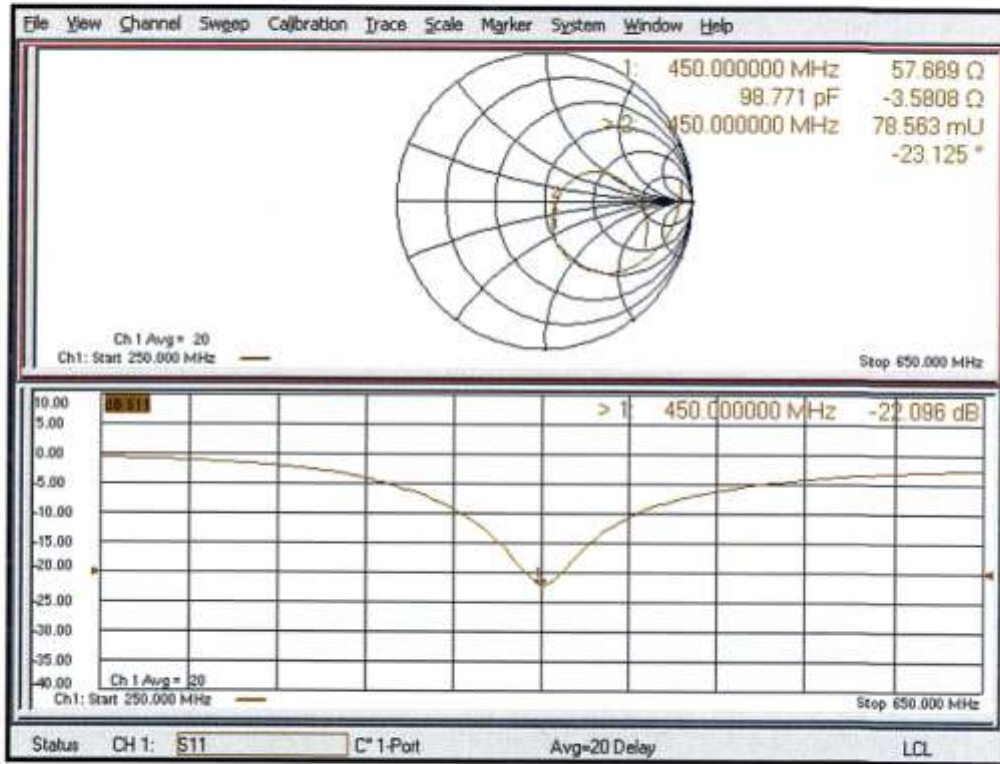 File View Channel Sweep Calibration Trace Scale Marker System Window Help
1: 450.000000 MHz 57.669 Ω
98.771 pF -3.5808 Ω
> 2: 450.000000 MHz 78.563 mU
-23.125 °
Ch 1 Avg = 20
Ch1: Start 250.000 MHz
Stop 650.000 MHz
10.00
dB S11
> 1: 450.000000 MHz -22.096 dB
5.00
0.00
-5.00
-10.00
-15.00
-20.00
-25.00
-30.00
-35.00
-40.00
Ch 1 Avg = 20
Ch1: Start 250.000 MHz
Stop 650.000 MHz
Status CH 1: S11 C* 1-Port Avg=20 Delay LCL